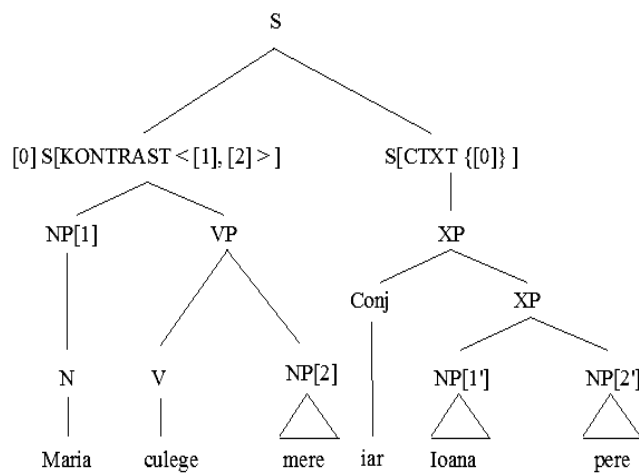 S
[0] S[KONTRAST < [1], [2] > ] S[CTXT {[0]} ]
NP[1] VP XP
Conj XP
N V NP[2] NP[1'] NP[2']
Maria culege mere iar Ioana pere